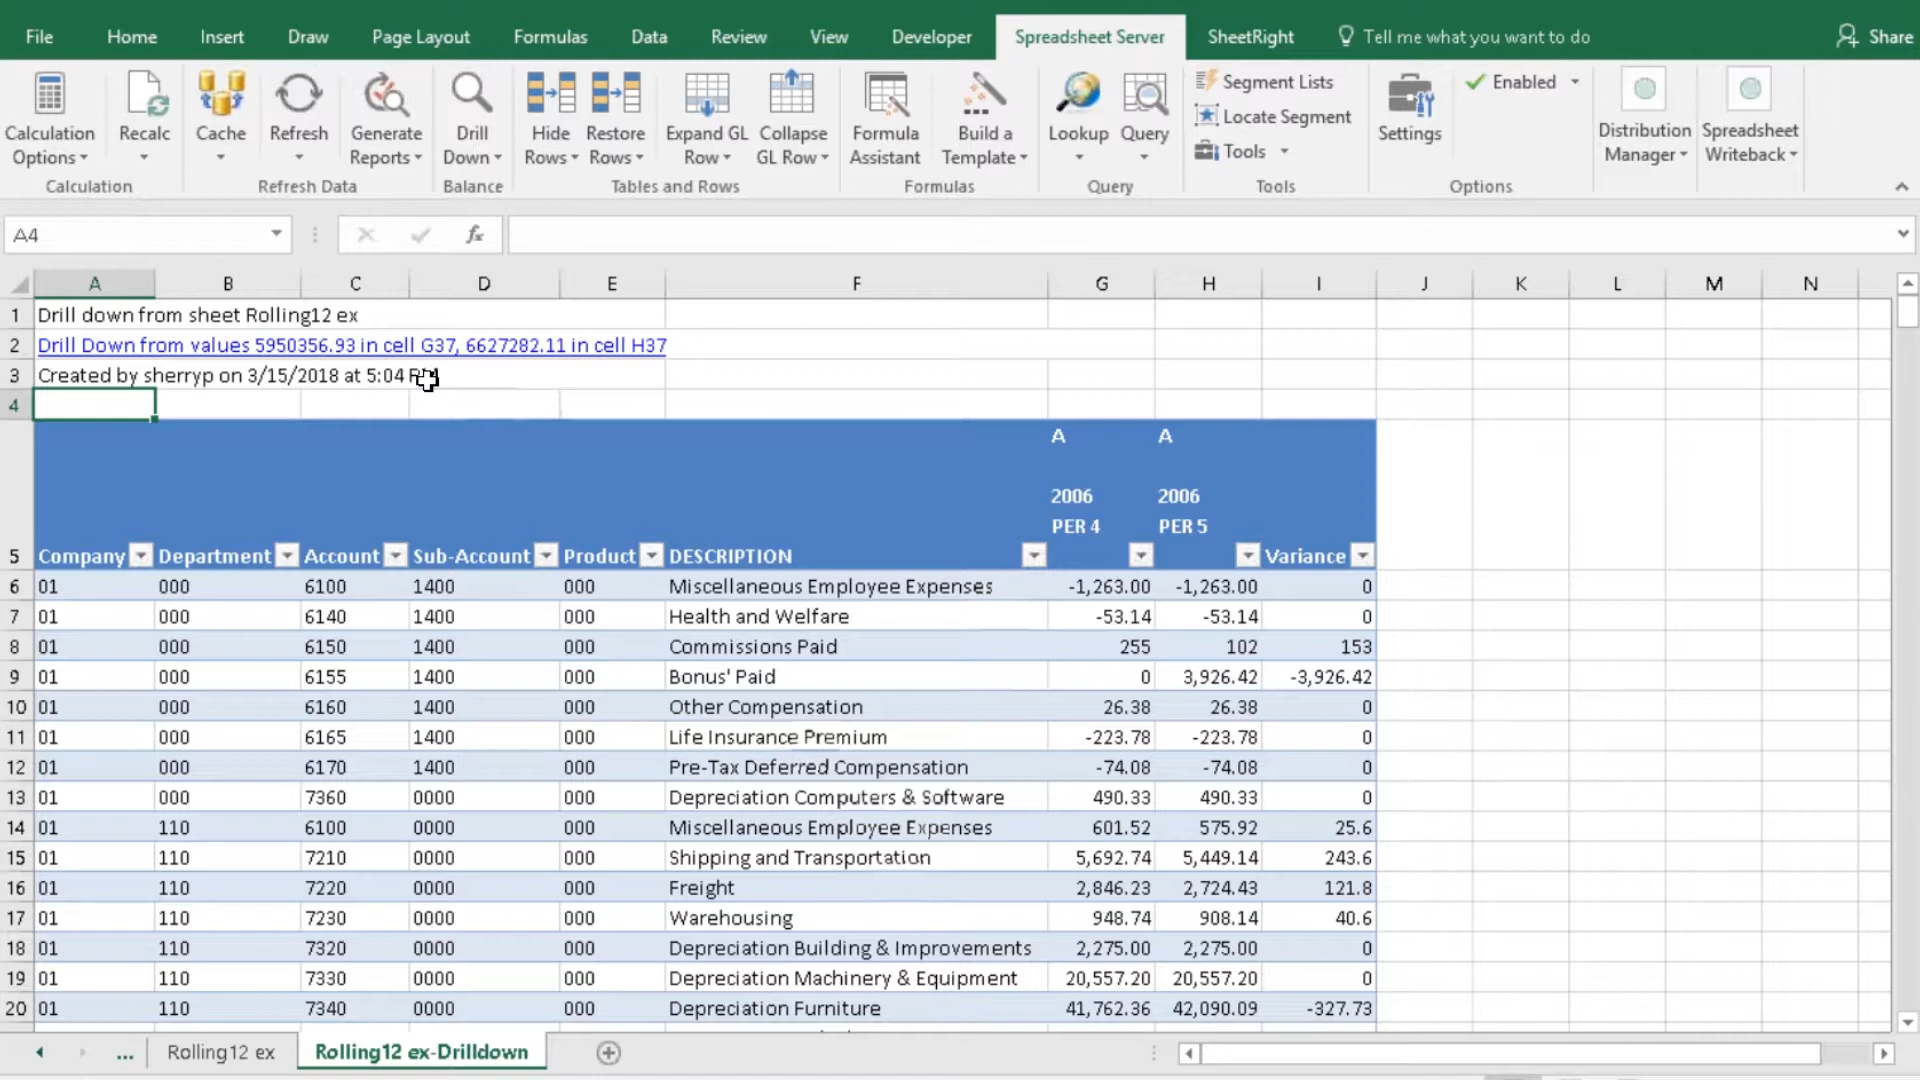 File Home Insert Draw Page Layout Formulas Data Review View Developer Spreadsheet Server SheetRight Tell me what you want to do Share
Calculation Options Recalc Cache Refresh Generate Reports Drill Down Hide Rows Restore Rows Expand GL Row Collapse GL Row Formula Assistant Build a Template Lookup Query Segment Lists Locate Segment Tools Settings Enabled Distribution Manager Spreadsheet Writeback
Calculation Refresh Data Balance Tables and Rows Formulas Query Tools Options
A4 fx
A B C D E F G H I J K L M N
1 Drill down from sheet Rolling12 ex
2 Drill Down from values 5950356.93 in cell G37, 6627282.11 in cell H37
3 Created by sherryp on 3/15/2018 at 5:04
4
A A
2006 2006
PER 4 PER 5
5 Company Department Account Sub-Account Product DESCRIPTION Variance
6 01 000 6100 1400 000 Miscellaneous Employee Expenses -1,263.00 -1,263.00 0
7 01 000 6140 1400 000 Health and Welfare -53.14 -53.14 0
8 01 000 6150 1400 000 Commissions Paid 255 102 153
9 01 000 6155 1400 000 Bonus' Paid 0 3,926.42 -3,926.42
10 01 000 6160 1400 000 Other Compensation 26.38 26.38 0
11 01 000 6165 1400 000 Life Insurance Premium -223.78 -223.78 0
12 01 000 6170 1400 000 Pre-Tax Deferred Compensation -74.08 -74.08 0
13 01 000 7360 0000 000 Depreciation Computers & Software 490.33 490.33 0
14 01 110 6100 0000 000 Miscellaneous Employee Expenses 601.52 575.92 25.6
15 01 110 7210 0000 000 Shipping and Transportation 5,692.74 5,449.14 243.6
16 01 110 7220 0000 000 Freight 2,846.23 2,724.43 121.8
17 01 110 7230 0000 000 Warehousing 948.74 908.14 40.6
18 01 110 7320 0000 000 Depreciation Building & Improvements 2,275.00 2,275.00 0
19 01 110 7330 0000 000 Depreciation Machinery & Equipment 20,557.20 20,557.20 0
20 01 110 7340 0000 000 Depreciation Furniture 41,762.36 42,090.09 -327.73
... Rolling12 ex Rolling12 ex-Drilldown